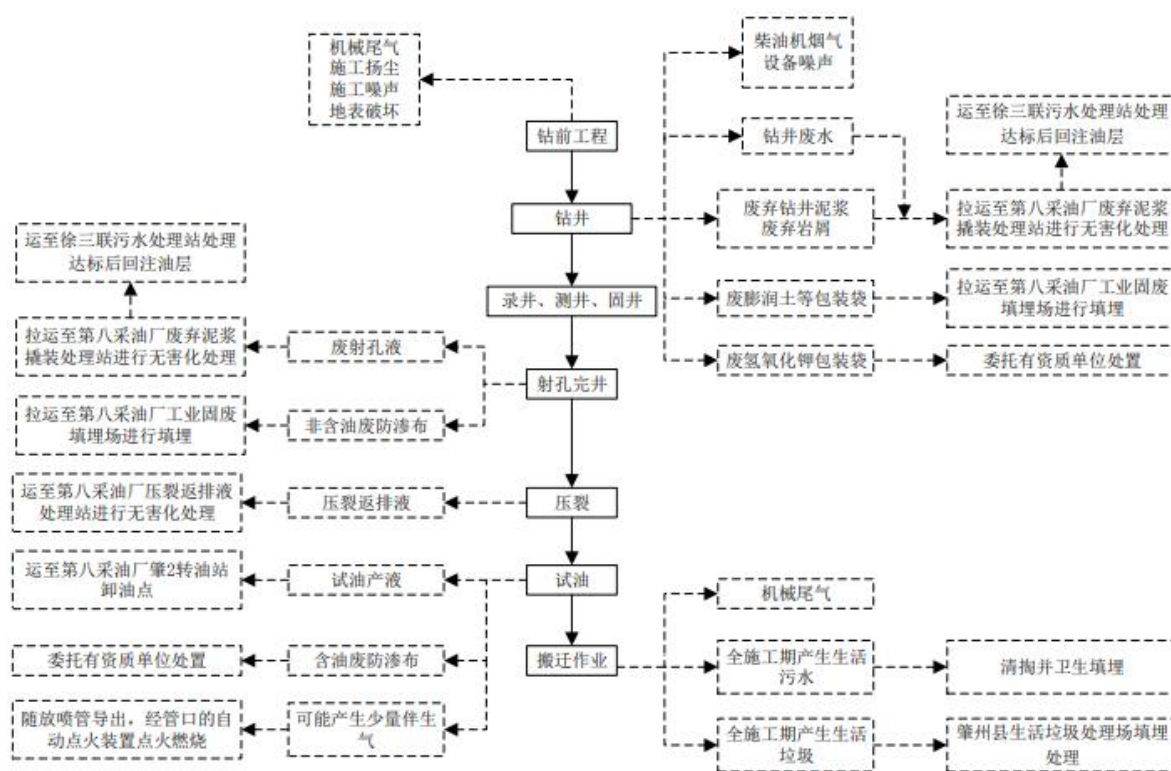 机械尾气
施工扬尘
施工噪声
地表破坏
钻前工程
柴油机烟气
设备噪声
运至徐三联污水处理站处理
达标后回注油层
钻井废水
钻井
废弃钻井泥浆
废弃岩屑
拉运至第八采油厂废弃泥浆
撬装处理站进行无害化处理
运至徐三联污水处理站处理
达标后回注油层
录井、测井、固井
废膨润土等包装袋
拉运至第八采油厂工业固废
填埋场进行填埋
拉运至第八采油厂废弃泥浆
撬装处理站进行无害化处理
废射孔液
射孔完井
废氢氧化钾包装袋
委托有资质单位处置
拉运至第八采油厂工业固废
填埋场进行填埋
非含油废防渗布
运至第八采油厂压裂返排液
处理站进行无害化处理
压裂返排液
压裂
运至第八采油厂肇2转油站
卸油点
试油产液
试油
机械尾气
委托有资质单位处置
含油废防渗布
搬迁作业
全施工期产生生活
污水
清掏并卫生填埋
随放喷管导出，经管口的自
动点火装置点火燃烧
可能产生少量伴生
气
全施工期产生生活
垃圾
肇州县生活垃圾处理场填埋
处理